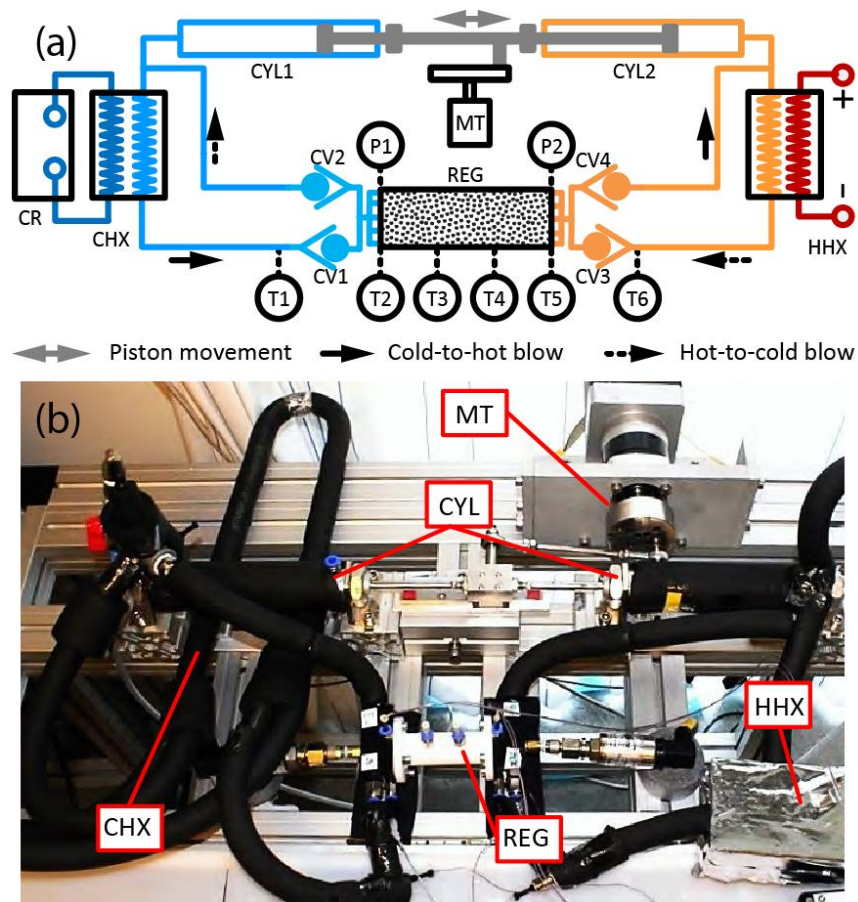 (a)
CYL1
CYL2
MT
P1
P2
CV2
REG
CV4
CR
CHX
HHX
+
-
CV1
CV3
T1
T2
T3
T4
T5
T6
Piston movement
Cold-to-hot blow
Hot-to-cold blow
(b)
MT
CYL
HHX
CHX
REG